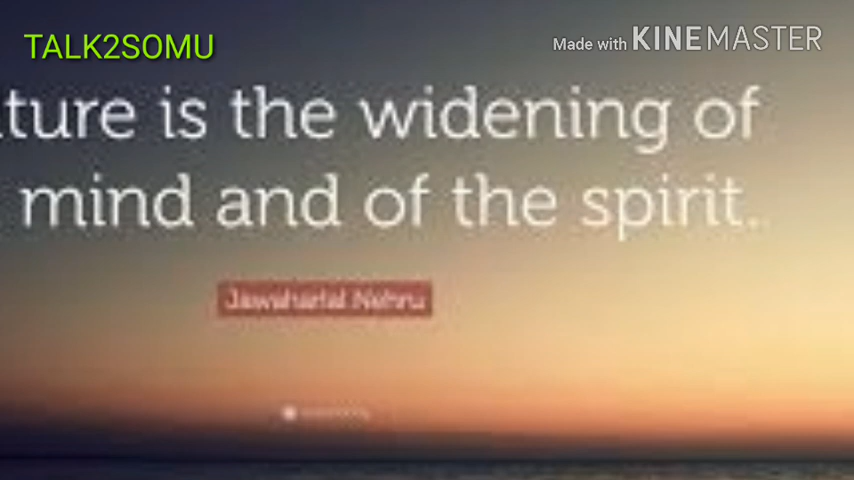 TALK2SOMU
Made with KINEMASTER
ture is the widening of
mind and of the spirit.
Jawaharlal Nehru